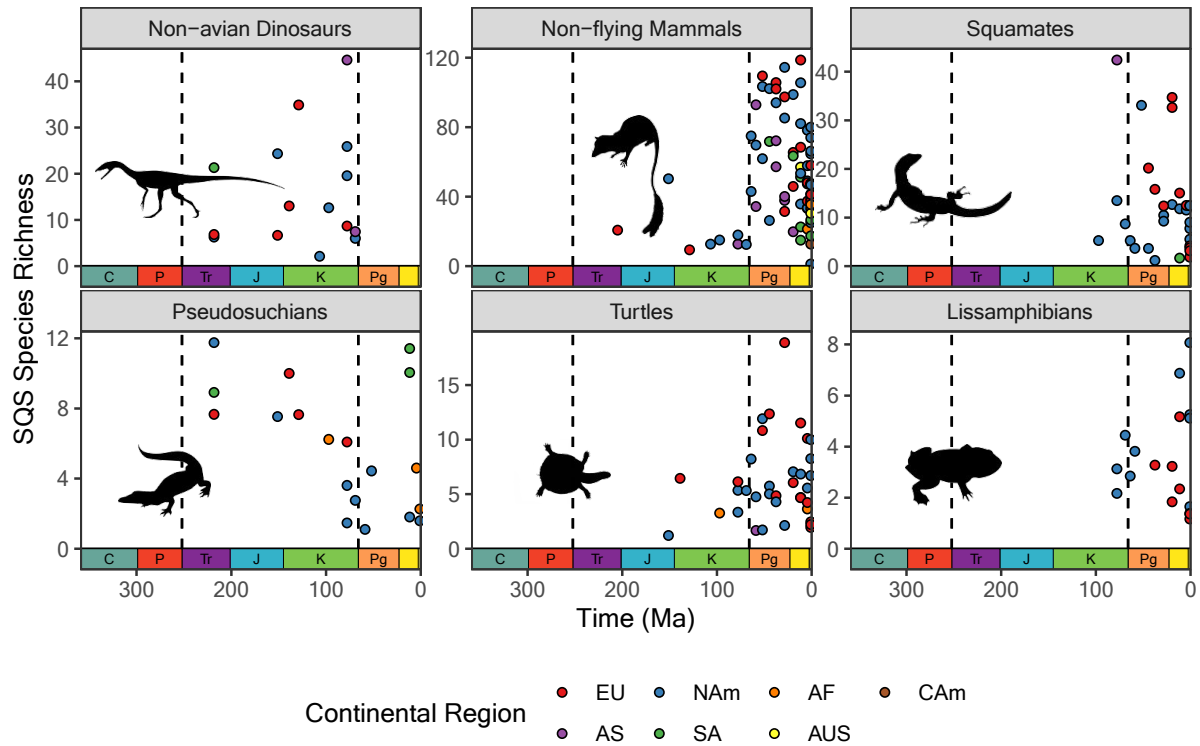 Non−avian Dinosaurs
Non−flying Mammals
Squamates
40
30
20
10
0
120
80
40
0
40
30
20
10
0
C P Tr J K Pg
C P Tr J K Pg
C P Tr J K Pg
SQS Species Richness
Pseudosuchians
Turtles
Lissamphibians
12
8
4
0
15
10
5
0
8
6
4
2
0
C P Tr J K Pg
C P Tr J K Pg
C P Tr J K Pg
300 200 100 0
300 200 100 0
300 200 100 0
Time (Ma)
Continental Region
EU NAm AF CAm
AS SA AUS